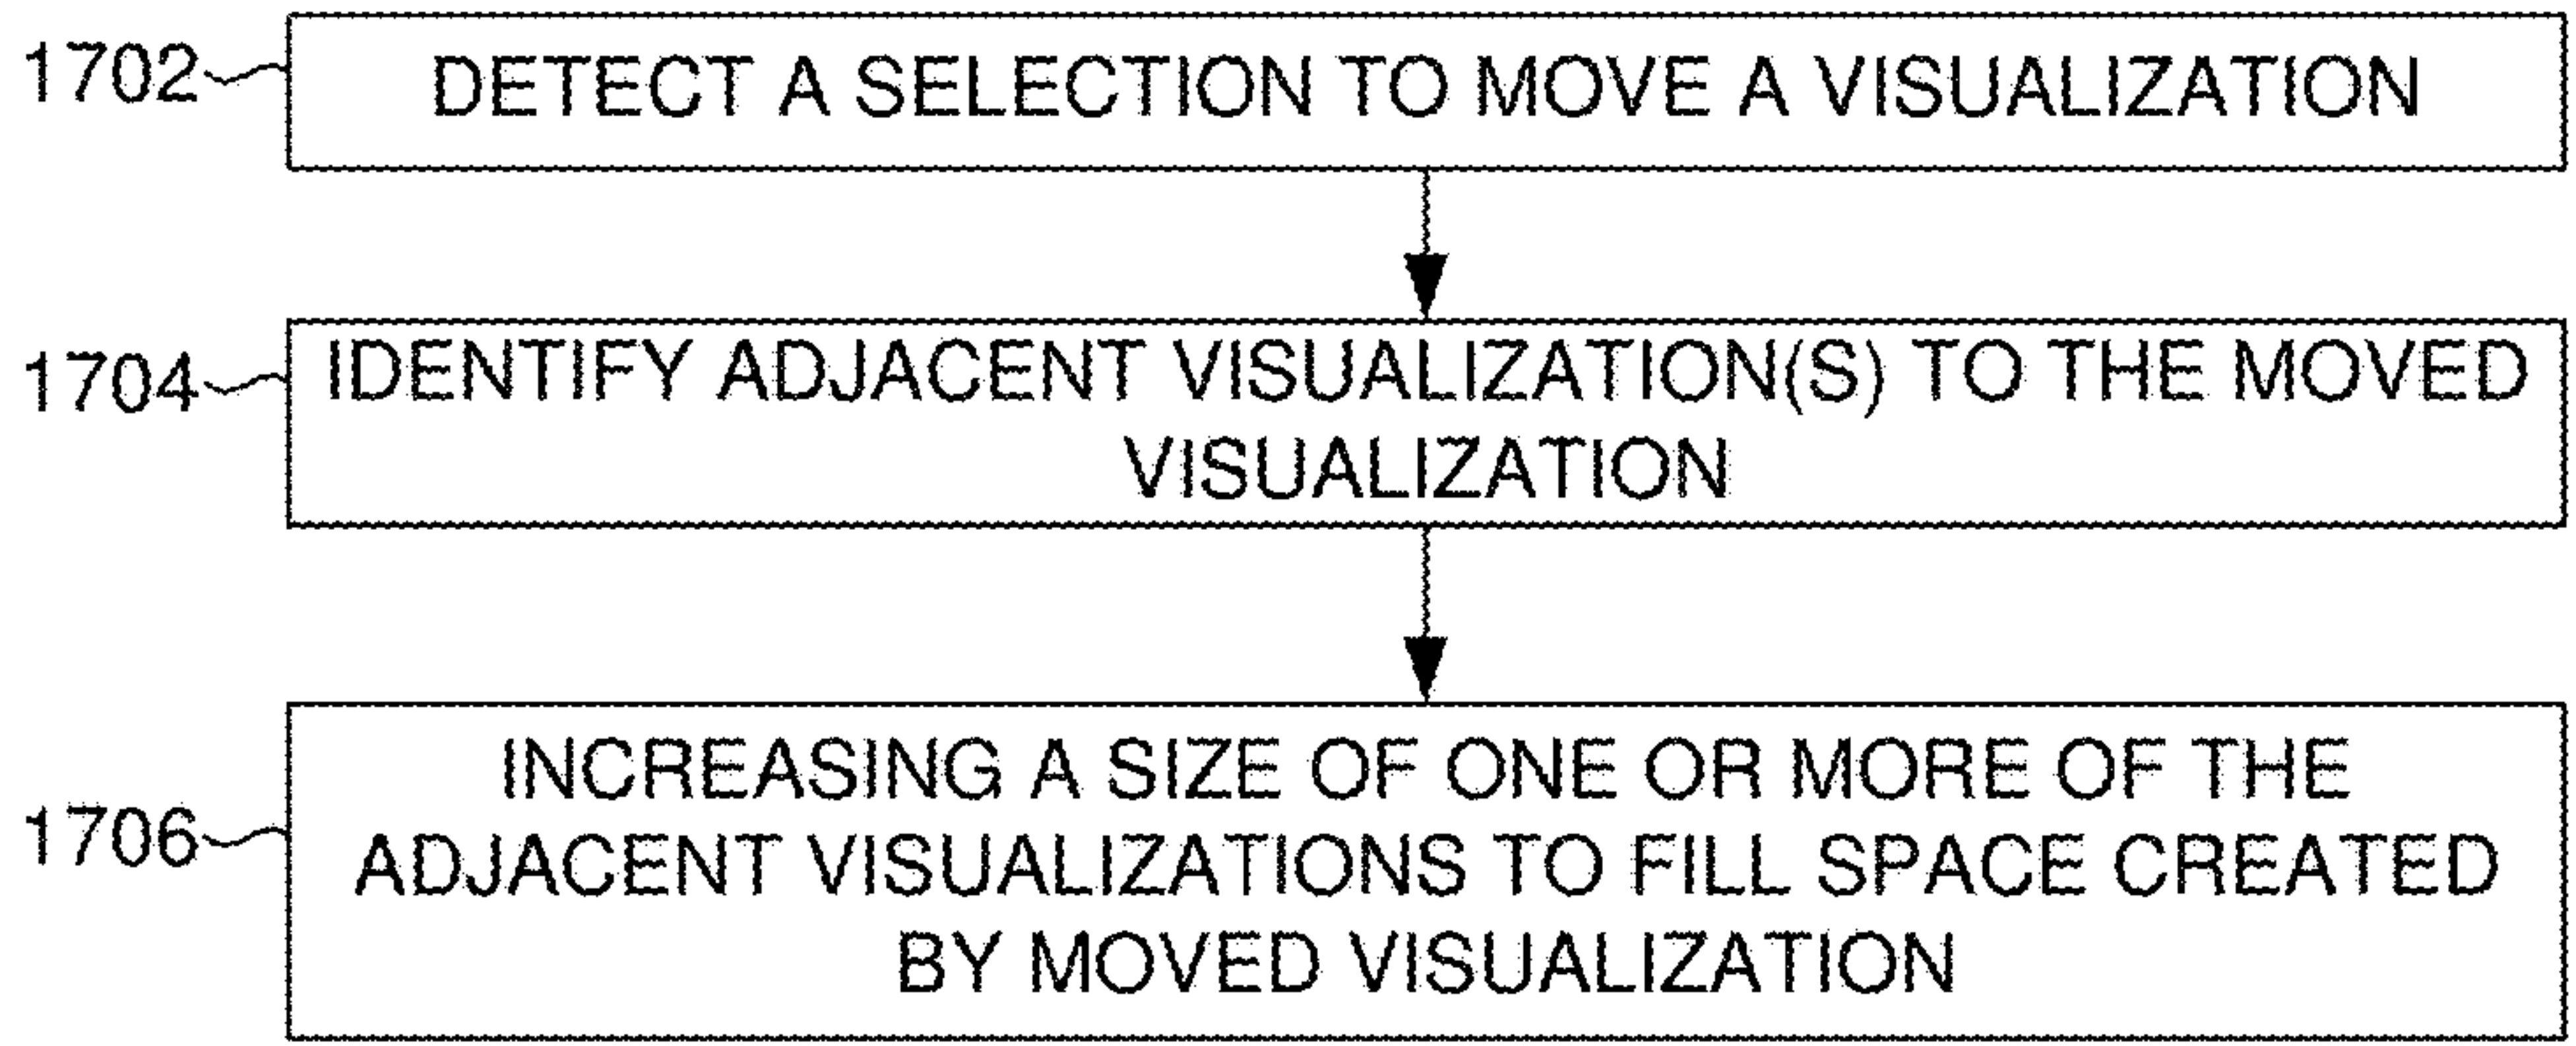 1702
DETECT A SELECTION TO MOVE A VISUALIZATION
1704
IDENTIFY ADJACENT VISUALIZATION(S) TO THE MOVED
VISUALIZATION
1706
INCREASING A SIZE OF ONE OR MORE OF THE
ADJACENT VISUALIZATIONS TO FILL SPACE CREATED
BY MOVED VISUALIZATION